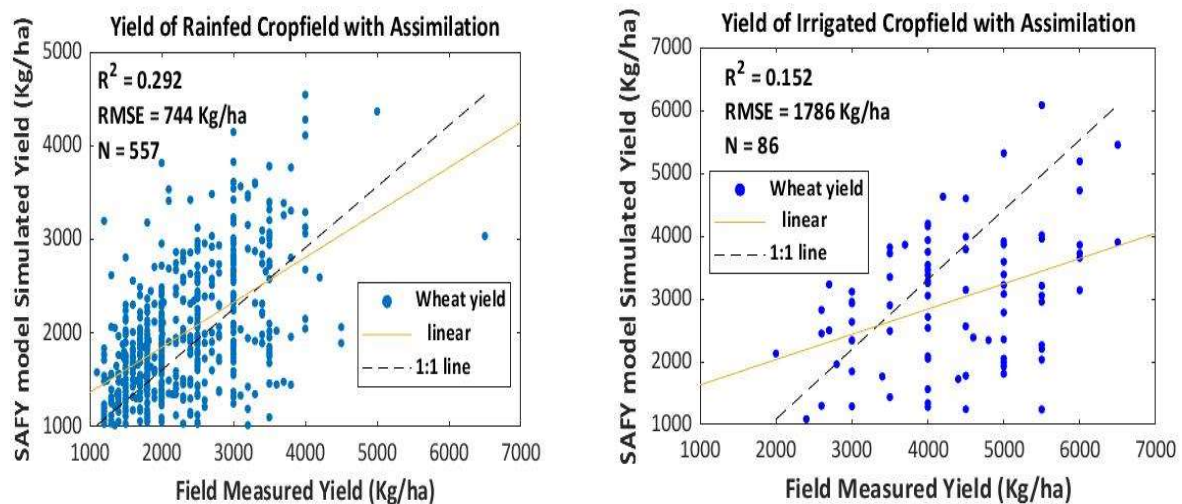 Yield of Rainfed Cropfield with Assimilation
SAFY model Simulated Yield (Kg/ha)
5000
4000
3000
2000
1000
R² = 0.292
RMSE = 744 Kg/ha
N = 557
Wheat yield
linear
1:1 line
1000 2000 3000 4000 5000 6000 7000
Field Measured Yield (Kg/ha)
Yield of Irrigated Cropfield with Assimilation
SAFY model Simulated Yield (Kg/ha)
7000
6000
5000
4000
3000
2000
1000
R² = 0.152
RMSE = 1786 Kg/ha
N = 86
Wheat yield
linear
1:1 line
1000 2000 3000 4000 5000 6000 7000
Field Measured Yield (Kg/ha)